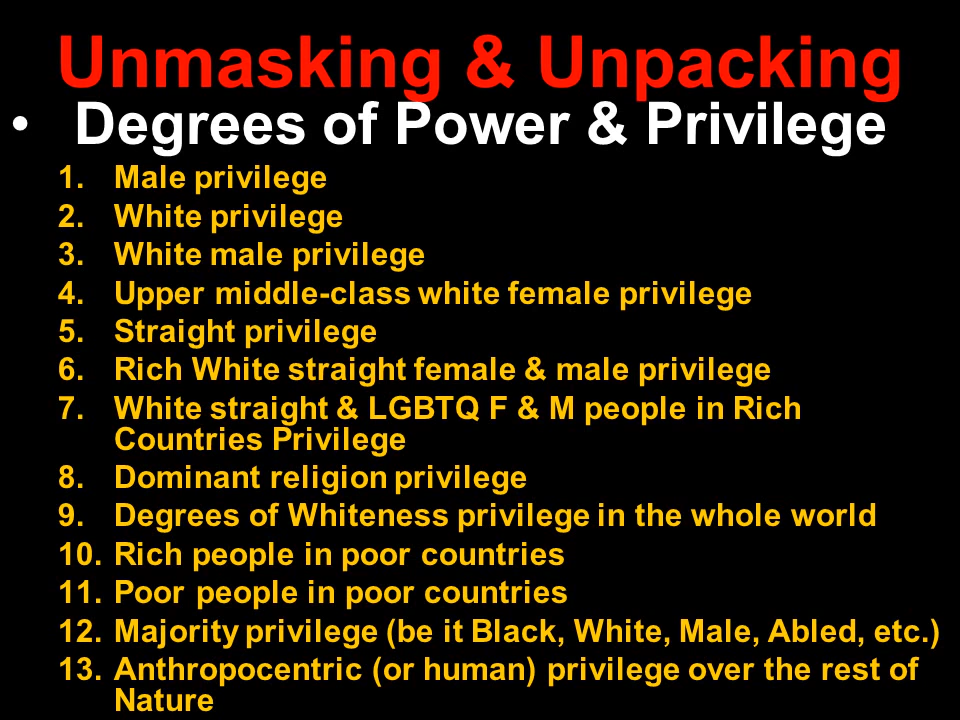 Unmasking & Unpacking
• Degrees of Power & Privilege
1. Male privilege
2. White privilege
3. White male privilege
4. Upper middle-class white female privilege
5. Straight privilege
6. Rich White straight female & male privilege
7. White straight & LGBTQ F & M people in Rich
Countries Privilege
8. Dominant religion privilege
9. Degrees of Whiteness privilege in the whole world
10. Rich people in poor countries
11. Poor people in poor countries
12. Majority privilege (be it Black, White, Male, Abled, etc.)
13. Anthropocentric (or human) privilege over the rest of
Nature